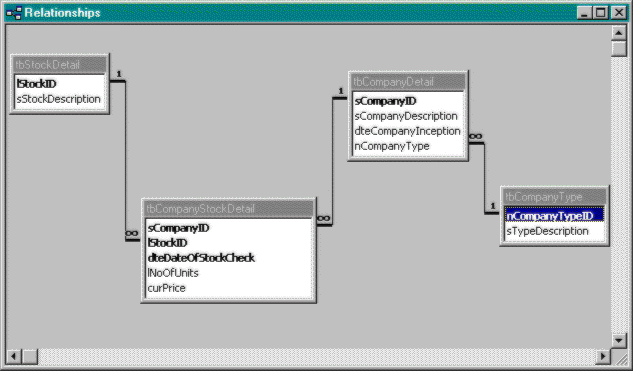 Relationships
tbStockDetail
lStockID
sStockDescription
1
∞
tbCompanyDetail
sCompanyID
sCompanyDescription
dteCompanyInception
nCompanyType
1
∞
tbCompanyStockDetail
sCompanyID
lStockID
dteDateOfStockCheck
lNoOfUnits
curPrice
∞
1
tbCompanyType
nCompanyTypeID
sTypeDescription